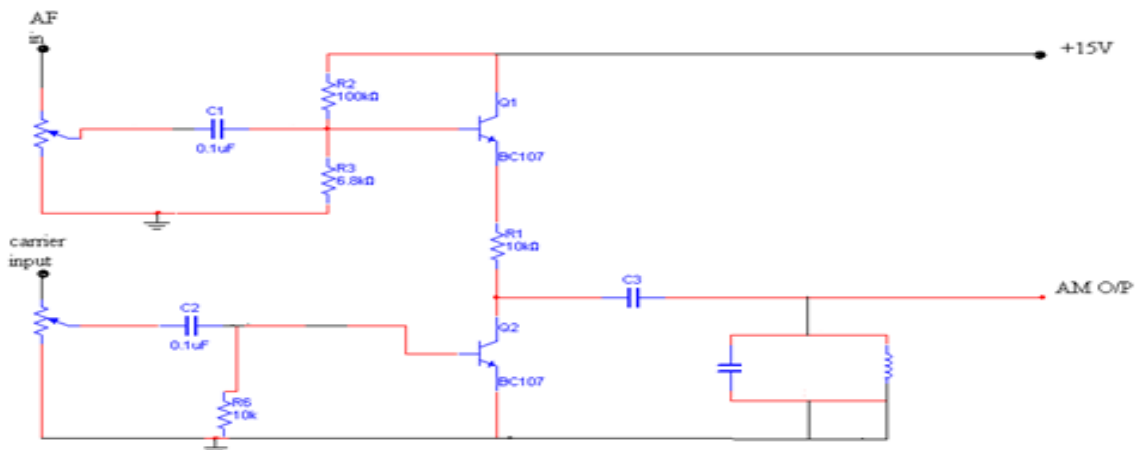 AF
in
+15V
R2
100kΩ
Q1
C1
0.1uF
BC107
R3
6.8kΩ
carrier
input
R1
10kΩ
C3
AM O/P
C2
0.1uF
Q2
BC107
R6
10k